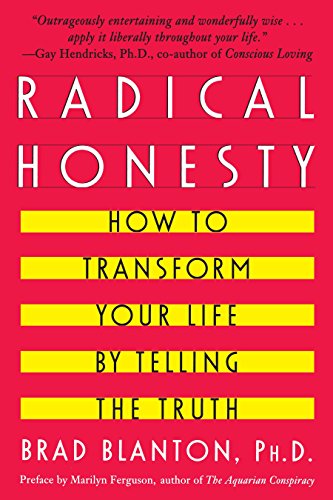 "Outrageously entertaining and wonderfully wise . . .
apply it liberally throughout your life."
—Gay Hendricks, Ph.D., co-author of Conscious Loving
RADICAL
HONESTY
HOW TO
TRANSFORM
YOUR LIFE
BY TELLING
THE TRUTH
BRAD BLANTON, PH.D.
Preface by Marilyn Ferguson, author of The Aquarian Conspiracy